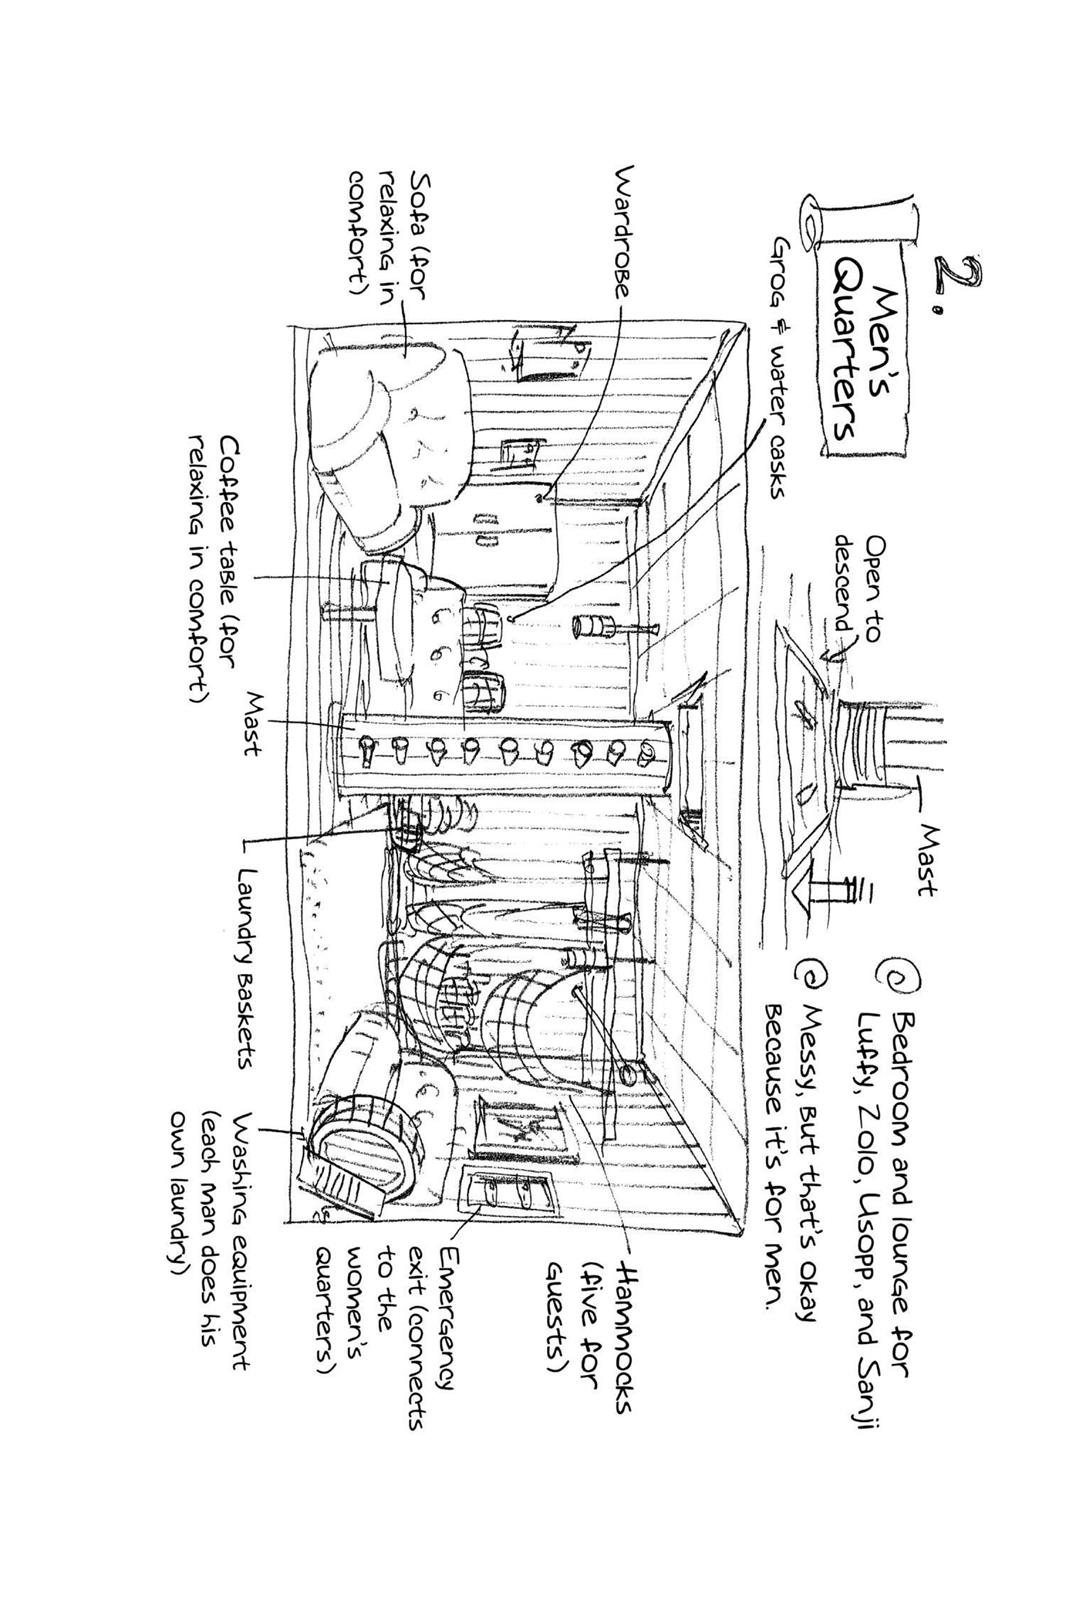 2.
Men's
Quarters
Open to
descend
Mast
Bedroom and lounge for
Luffy, Zolo, Usopp, and Sanji
Messy, but that's okay
because it's for men.
Grog & water casks
Wardrobe
Sofa (for
relaxing in
comfort)
Coffee table (for
relaxing in comfort)
Mast
Laundry baskets
Washing equipment
(each man does his
own laundry)
Hammocks
(five for
guests)
Emergency
exit (connects
to the
women's
quarters)